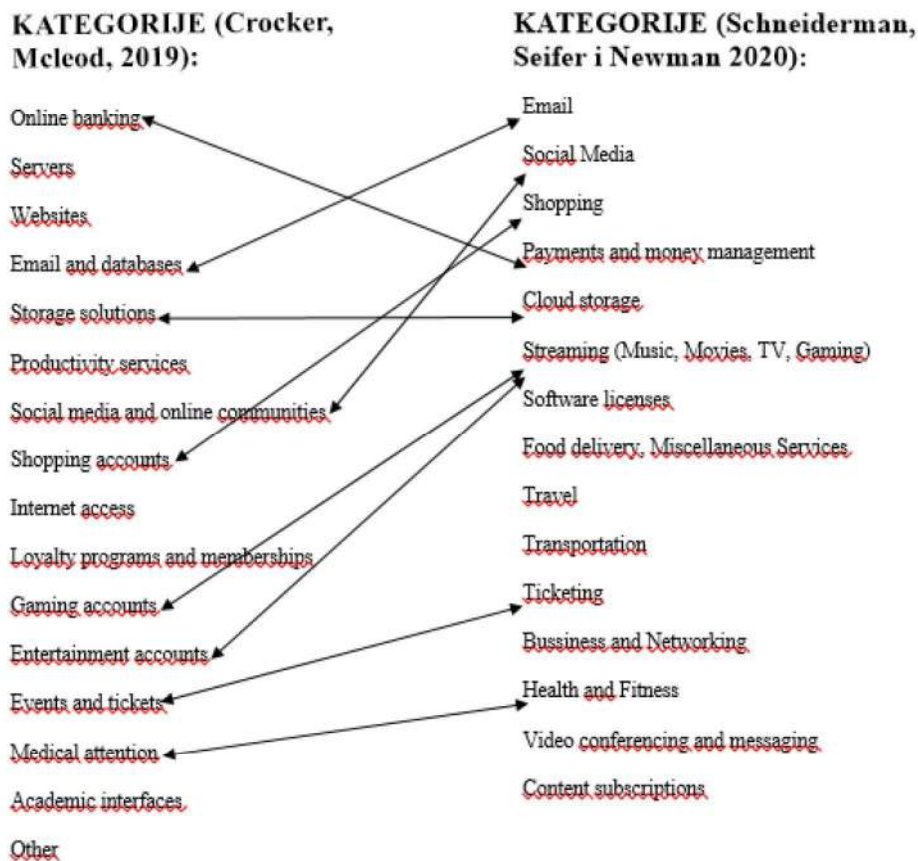 KATEGORIJE (Crocker,
Mcleod, 2019):
Online banking
Servers
Websites
Email and databases
Storage solutions
Productivity services
Social media and online communities
Shopping accounts
Internet access
Loyalty programs and memberships
Gaming accounts
Entertainment accounts
Events and tickets
Medical attention
Academic interfaces
Other
KATEGORIJE (Schneiderman,
Seifer i Newman 2020):
Email
Social Media
Shopping
Payments and money management
Cloud storage
Streaming (Music, Movies, TV, Gaming)
Software licenses
Food delivery, Miscellaneous Services
Travel
Transportation
Ticketing
Bussiness and Networking
Health and Fitness
Video conferencing and messaging
Content subscriptions